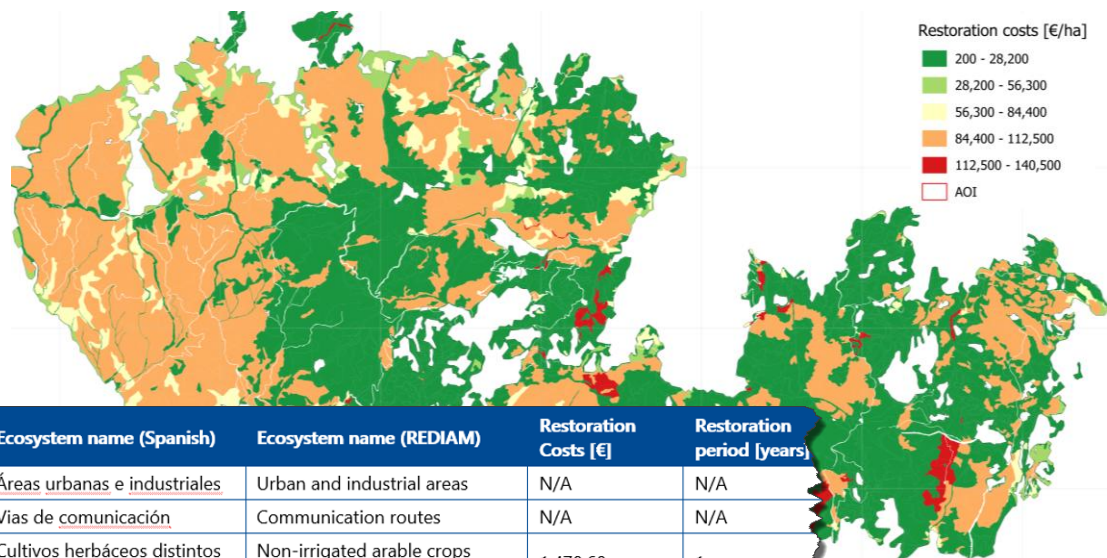 Restoration costs [€/ha]
200 - 28,200
28,200 - 56,300
56,300 - 84,400
84,400 - 112,500
112,500 - 140,500
AOI
Ecosystem name (Spanish) Ecosystem name (REDIAM) Restoration Costs [€] Restoration period [years]
Áreas urbanas e industriales Urban and industrial areas N/A N/A
Vias de comunicación Communication routes N/A N/A
Cultivos herbáceos distintos Non-irrigated arable crops